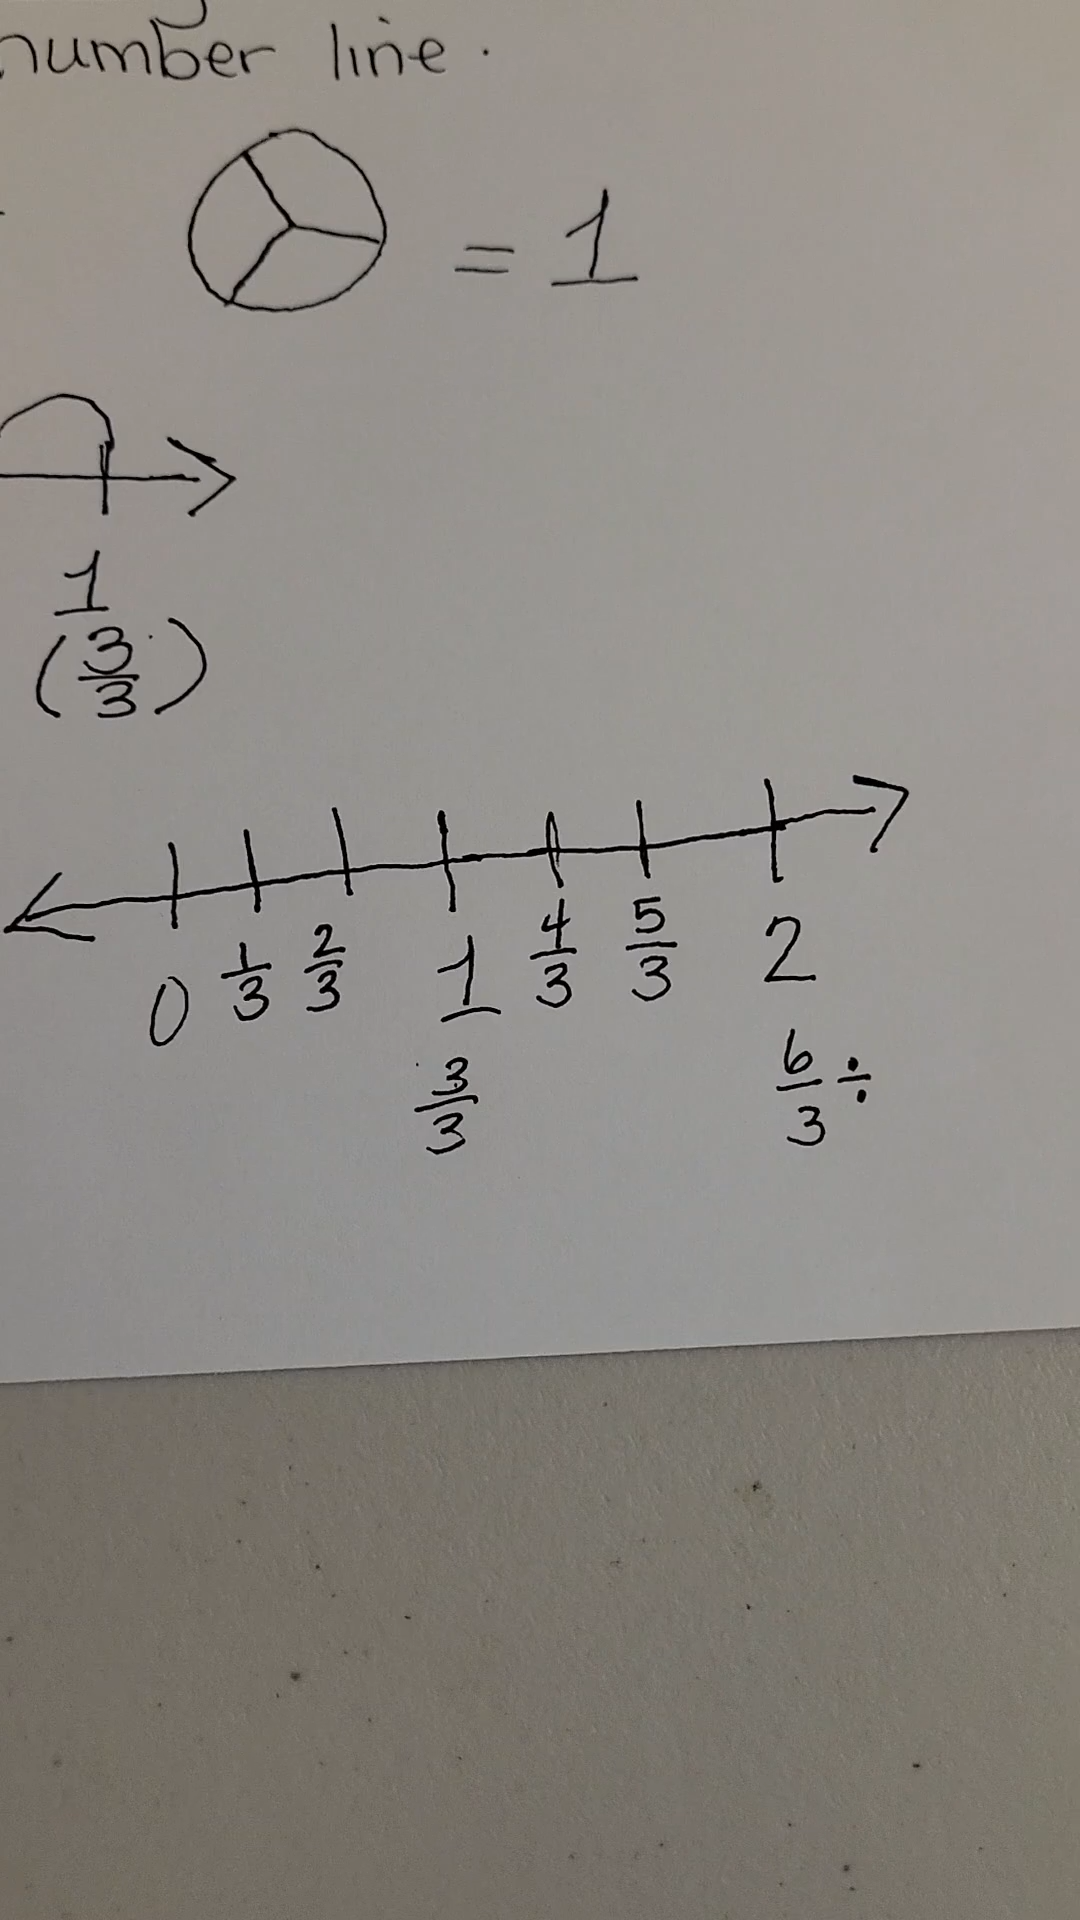 number line.
= 1
1
(3/3)
0 1/3 2/3 1 4/3 5/3 2
3/3 6/3 ÷